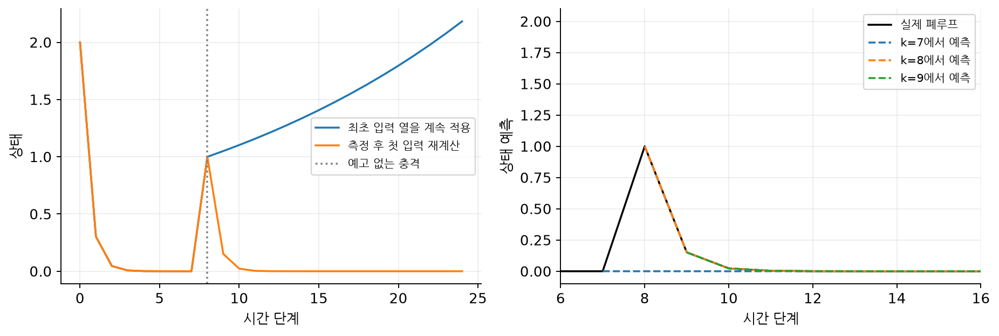 2.0
1.5
1.0
0.5
0.0
상태
0
5
10
15
20
25
시간 단계
최초 입력 열을 계속 적용
측정 후 첫 입력 재계산
예고 없는 충격
2.00
1.75
1.50
1.25
1.00
0.75
0.50
0.25
0.00
상태 예측
6
8
10
12
14
16
시간 단계
실제 폐루프
k=7에서 예측
k=8에서 예측
k=9에서 예측